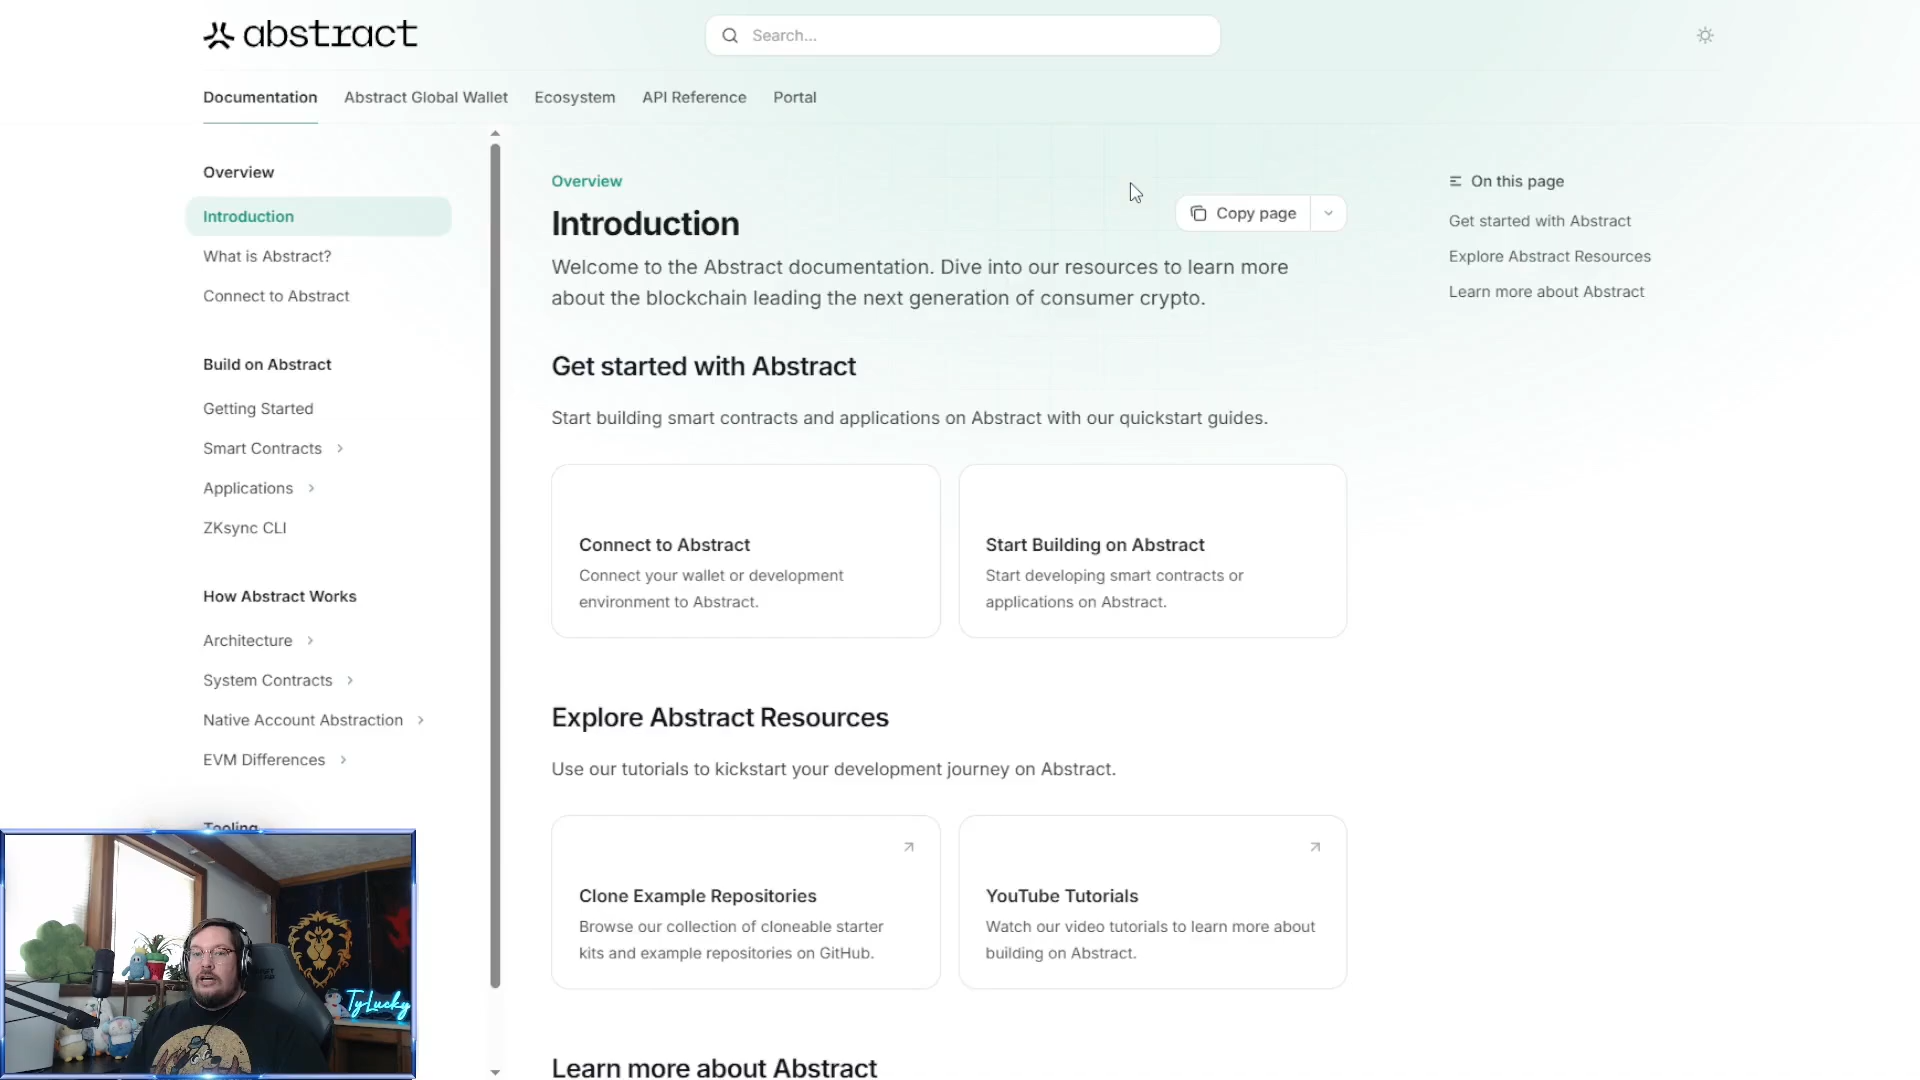 abstract
Search...
Documentation
Abstract Global Wallet
Ecosystem
API Reference
Portal
Overview
Introduction
What is Abstract?
Connect to Abstract
Build on Abstract
Getting Started
Smart Contracts
Applications
ZKsync CLI
How Abstract Works
Architecture
System Contracts
Native Account Abstraction
EVM Differences
Tooling
Overview
Introduction
Copy page
Welcome to the Abstract documentation. Dive into our resources to learn more
about the blockchain leading the next generation of consumer crypto.
Get started with Abstract
Start building smart contracts and applications on Abstract with our quickstart guides.
Connect to Abstract
Connect your wallet or development
environment to Abstract.
Start Building on Abstract
Start developing smart contracts or
applications on Abstract.
Explore Abstract Resources
Use our tutorials to kickstart your development journey on Abstract.
Clone Example Repositories
Browse our collection of cloneable starter
kits and example repositories on GitHub.
YouTube Tutorials
Watch our video tutorials to learn more about
building on Abstract.
Learn more about Abstract
On this page
Get started with Abstract
Explore Abstract Resources
Learn more about Abstract
TyLucky